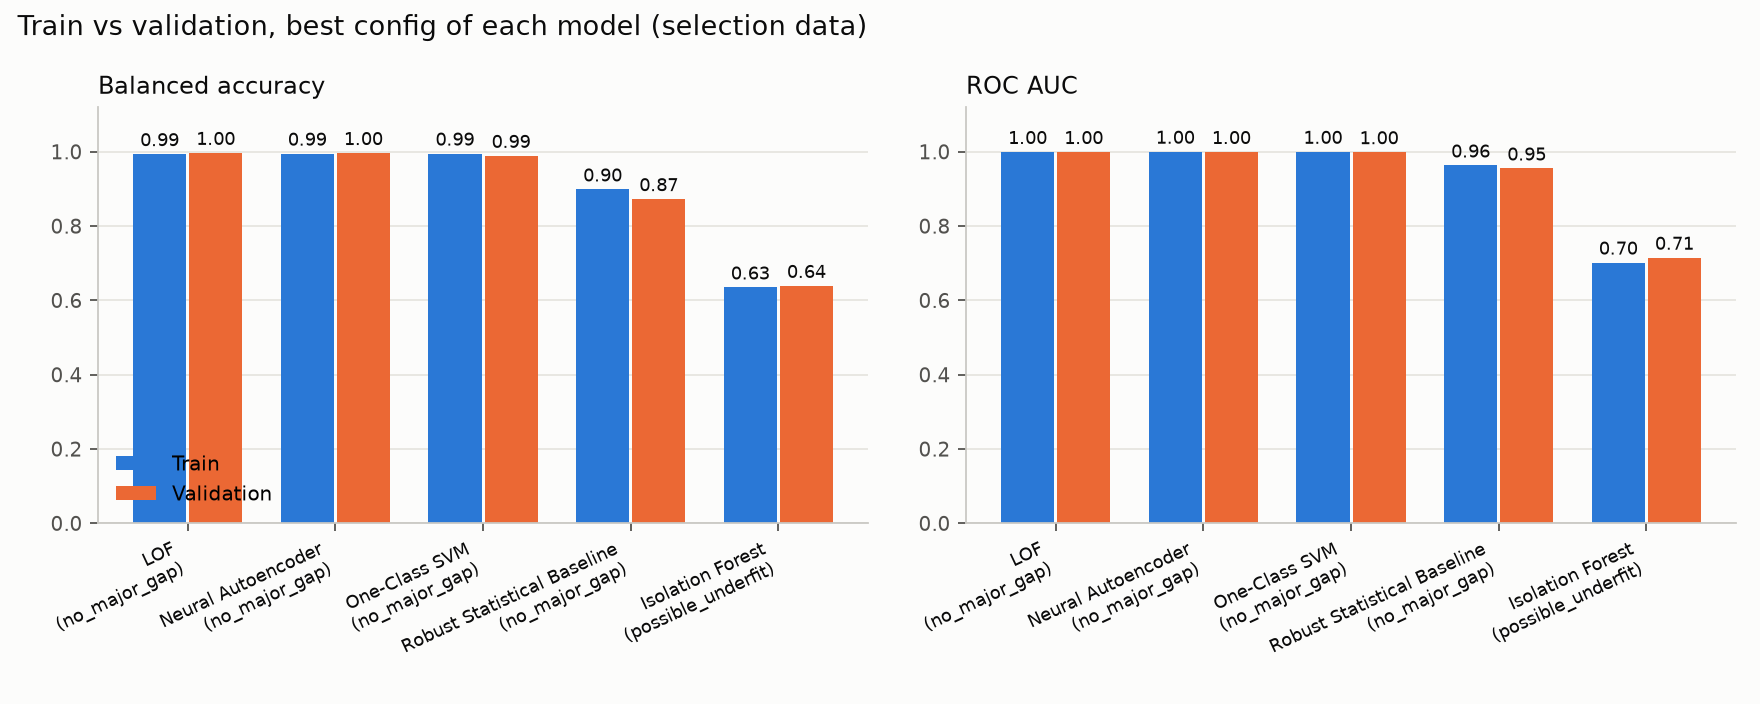 Train vs validation, best config of each model (selection data)
Balanced accuracy
0.99 1.00 0.99 1.00 0.99 0.99 0.90 0.87 0.63 0.64
1.0
0.8
0.6
0.4
0.2
0.0
Train
Validation
LOF
(no_major_gap)
Neural Autoencoder
(no_major_gap)
One-Class SVM
(no_major_gap)
Robust Statistical Baseline
(no_major_gap)
Isolation Forest
(possible_underfit)
ROC AUC
1.00 1.00 1.00 1.00 1.00 1.00 0.96 0.95 0.70 0.71
1.0
0.8
0.6
0.4
0.2
0.0
LOF
(no_major_gap)
Neural Autoencoder
(no_major_gap)
One-Class SVM
(no_major_gap)
Robust Statistical Baseline
(no_major_gap)
Isolation Forest
(possible_underfit)